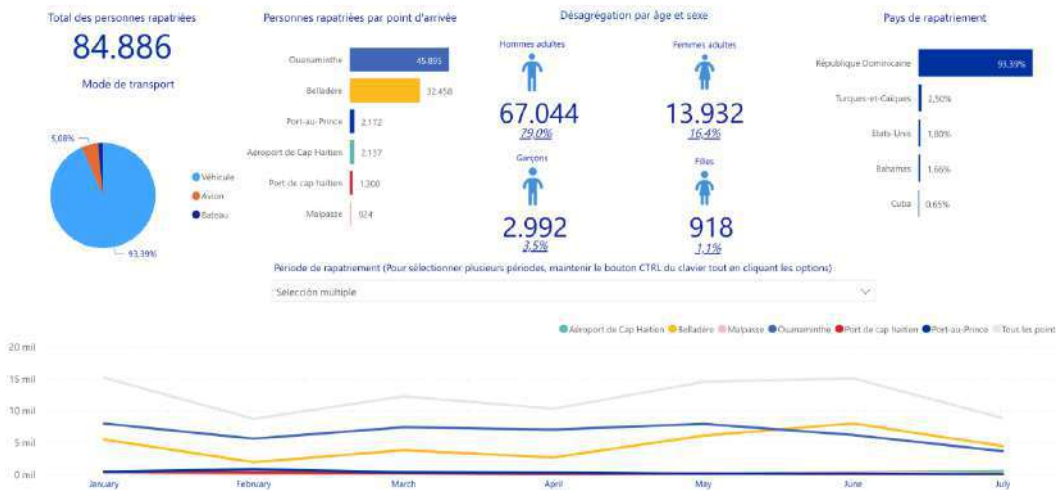 Total des personnes rapatriées
84.886
Mode de transport
5,08%
93.39%
Véhicule
Avion
Bateau
Personnes rapatriées par point d'arrivée
Ouanaminthe 45.895
Belladère 32.458
Port-au-Prince 2,172
Aéroport de Cap Haïtien 2,137
Port de cap haïtien 1,300
Malpasse 924
Désagrégation par âge et sexe
Hommes adultes
67.044
79,0%
Femmes adultes
13.932
16,4%
Garçons
2.992
3,5%
Filles
918
1,1%
Pays de rapatriement
République Dominicaine 93.39%
Turques-et-Caïques 2,50%
Etats-Unis 1,80%
Bahamas 1,66%
Cuba 0,65%
Période de rapatriement (Pour sélectionner plusieurs périodes, maintenir le bouton CTRL du clavier tout en cliquant les options)
Selección múltiple
Aéroport de Cap Haïtien Belladère Malpasse Ouanaminthe Port de cap haïtien Port-au-Prince Tous les point
20 mil
15 mil
10 mil
5 mil
0 mil
January February March April May June July